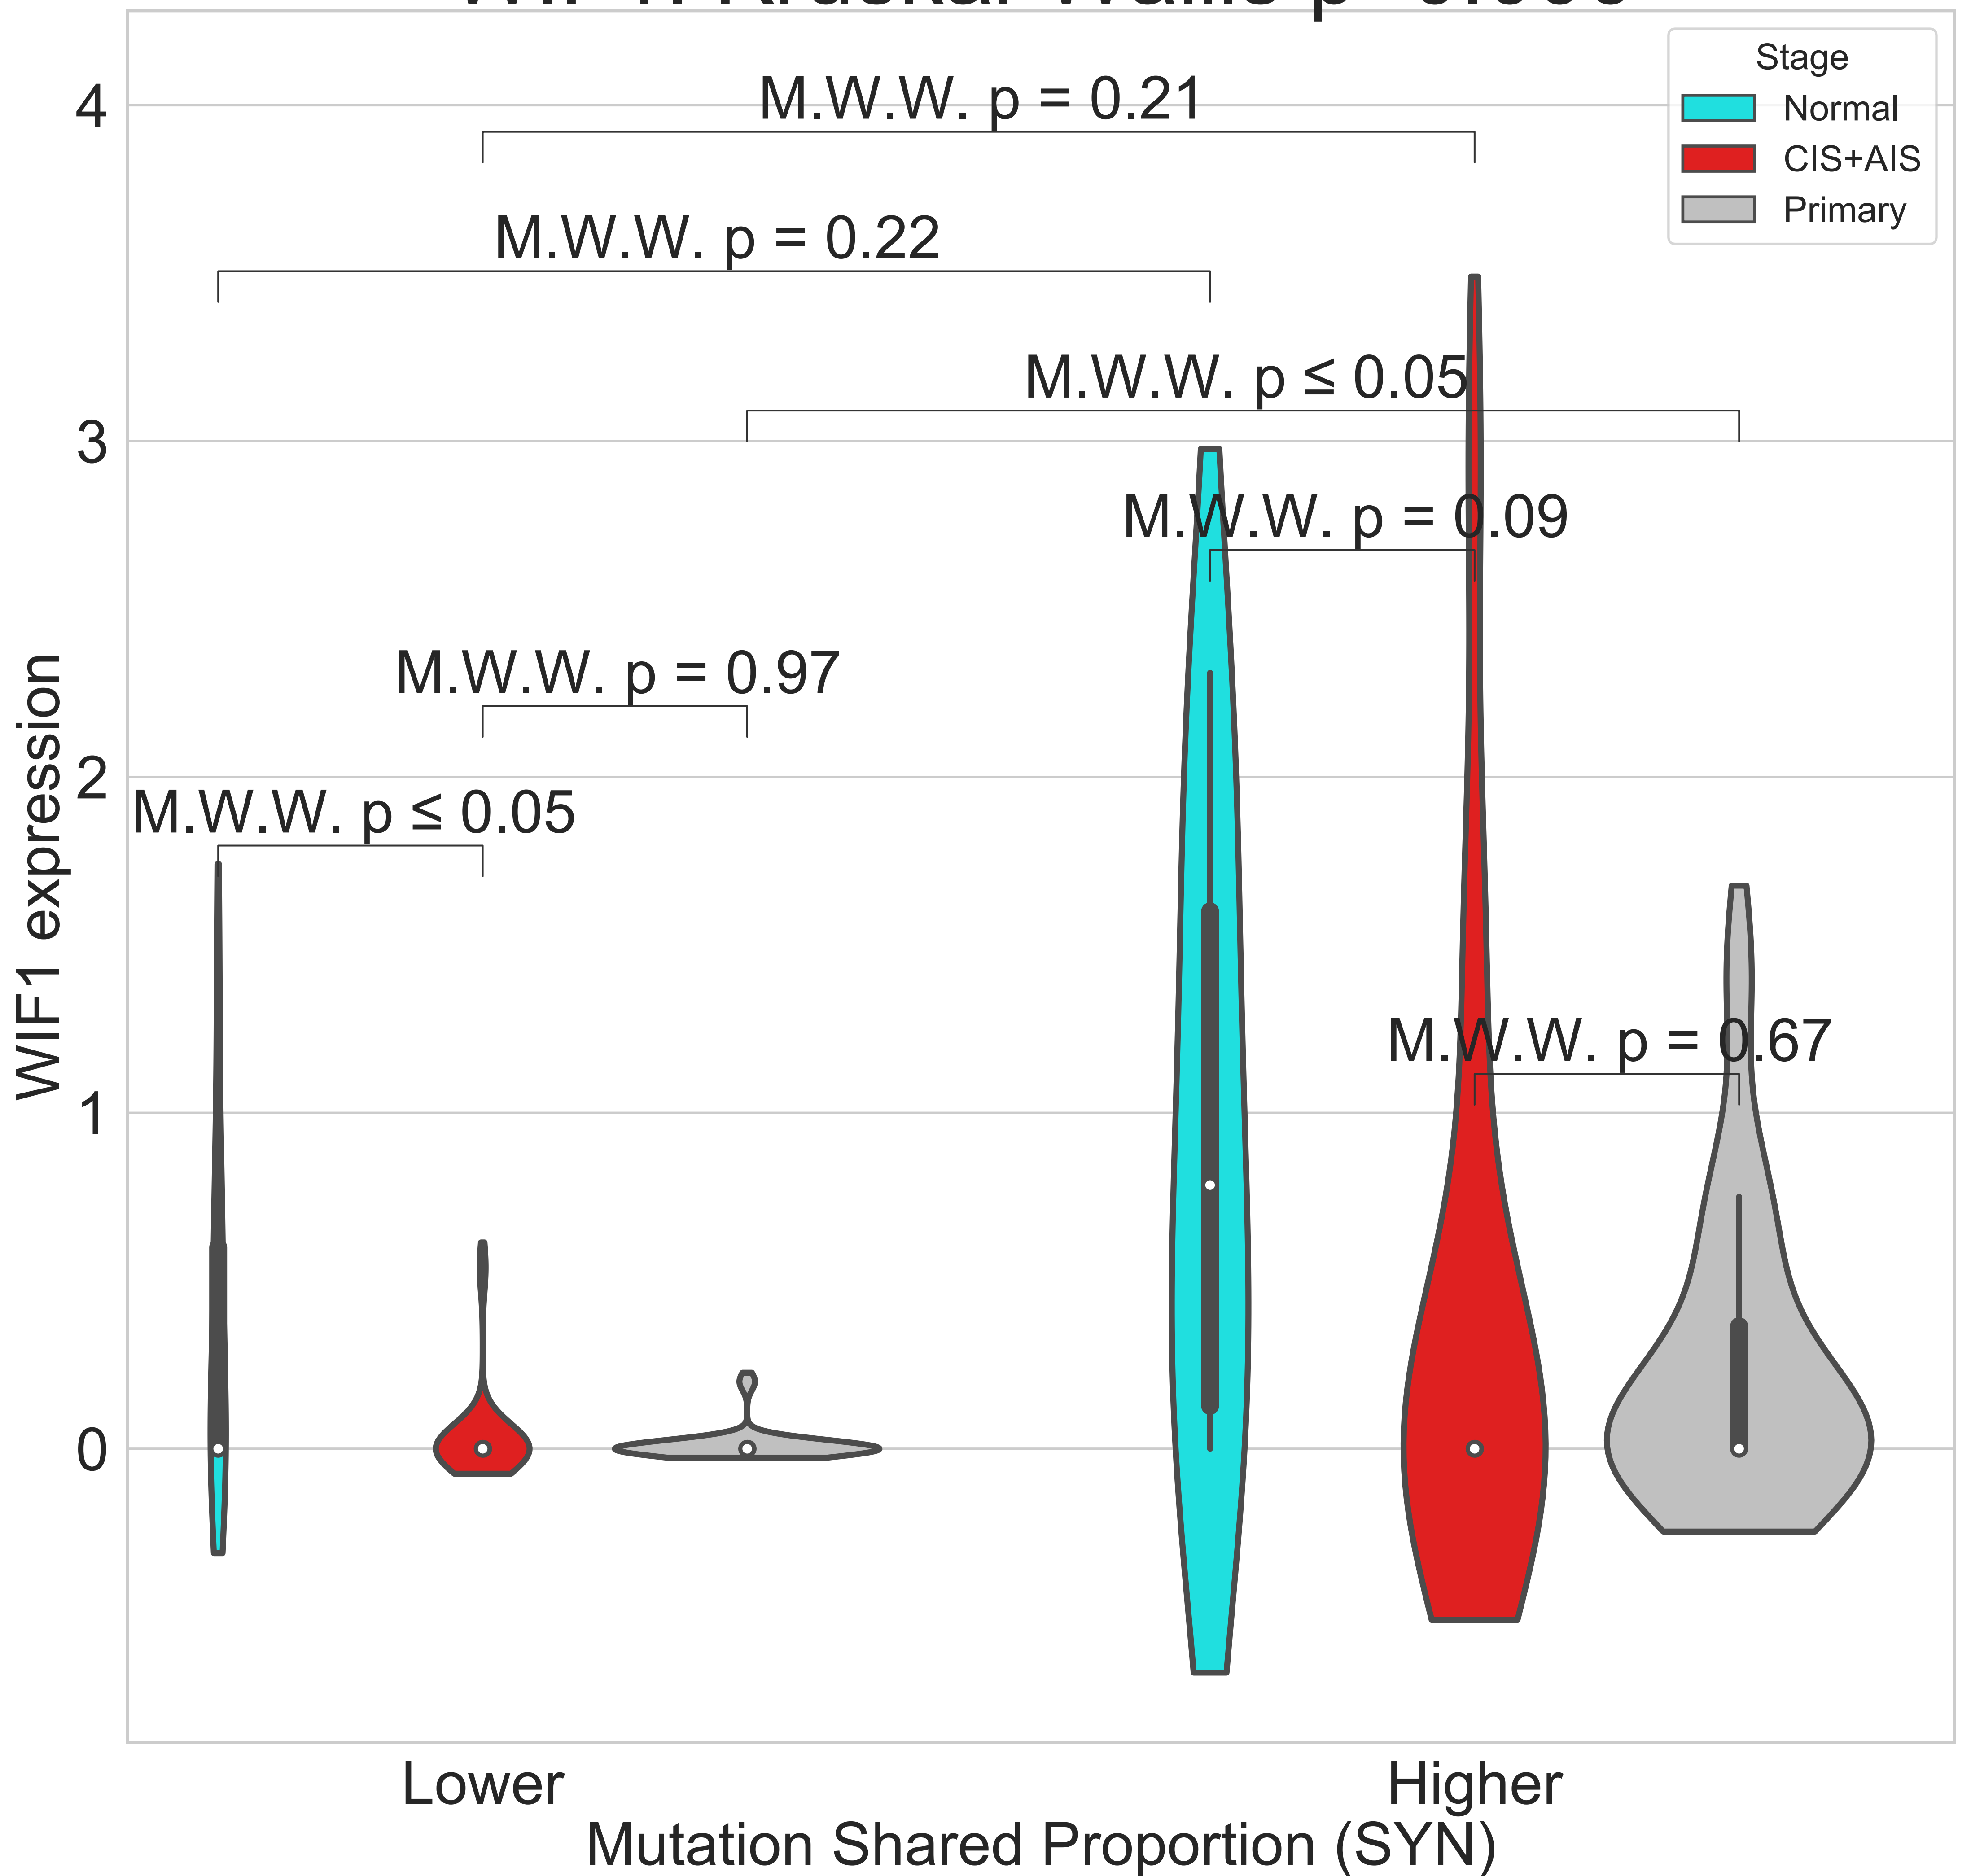 Stage
Normal
CIS+AIS
Primary
4
3
2
1
0
M.W.W. p = 0.21
M.W.W. p = 0.22
M.W.W. p ≤ 0.05
M.W.W. p = 0.09
M.W.W. p = 0.97
M.W.W. p ≤ 0.05
M.W.W. p = 0.67
WIF1 expression
Lower
Higher
Mutation Shared Proportion (SYN)